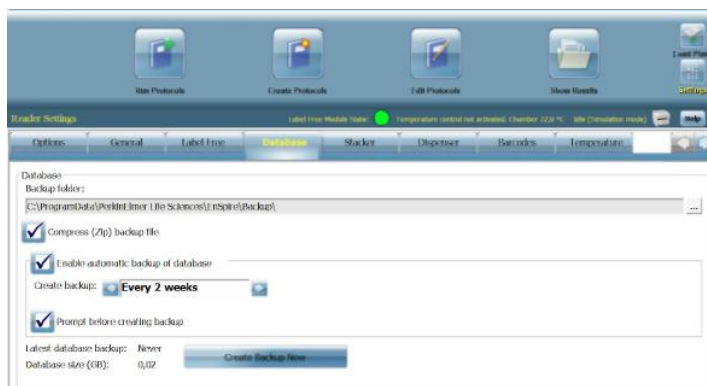 Run Protocols Create Protocols Edit Protocols Show Results
Settings
Reader Settings Label Free Module State: Temperature control not activated. Chamber 22,8 °C Idle (Simulation mode) Help
Options General Label Free Database Stacker Dispenser Barcodes Temperature
Database
Backup folder:
C:\ProgramData\PerkinElmer Life Sciences\EnSpire\Backup\ ...
Compress (Zip) backup file
Enable automatic backup of database
Create backup: Every 2 weeks
Prompt before creating backup
Latest database backup: Never Create Backup Now
Database size (GB): 0,02